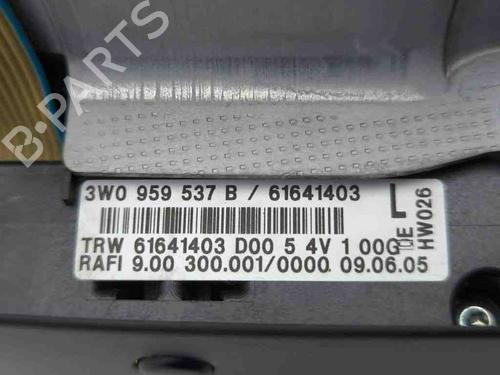 B-PARTS
3W0 959 537 B / 61641403
L
HW026
TRW 61641403 D00 5 4V 1 00G
RAFI 9.00 300.001/0000 09.06.05